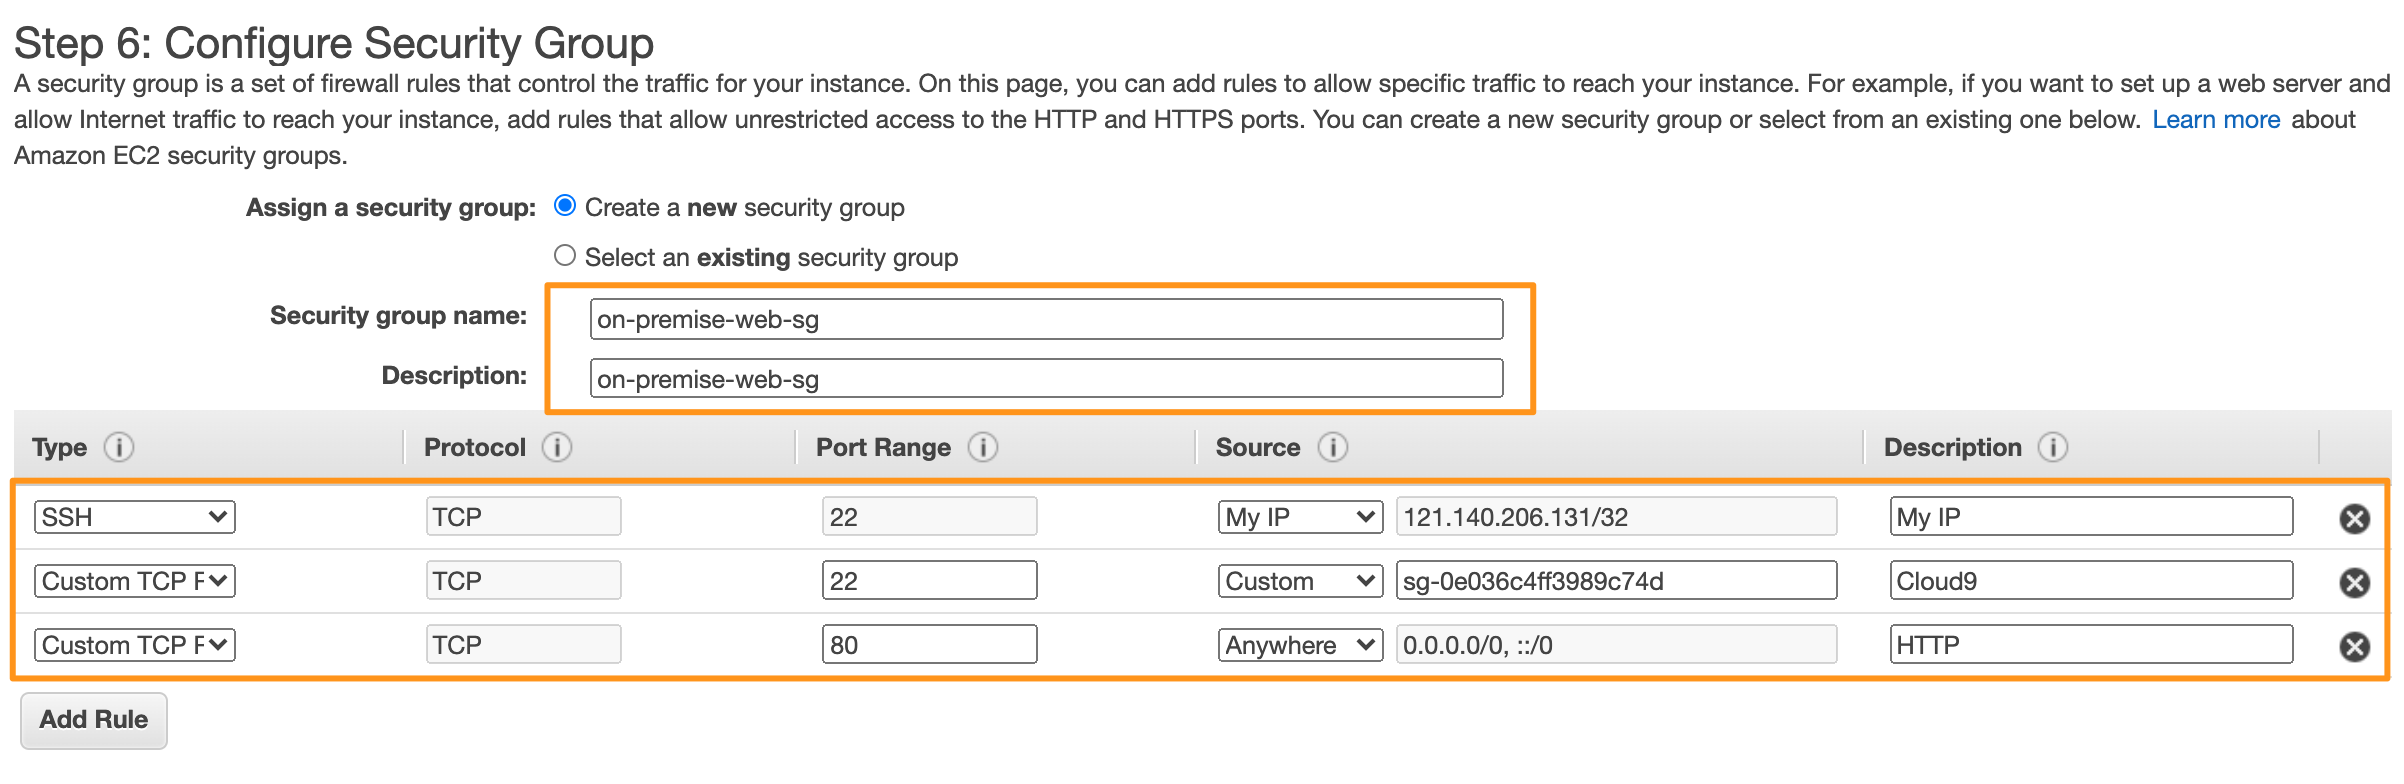 Step 6: Configure Security Group
A security group is a set of firewall rules that control the traffic for your instance. On this page, you can add rules to allow specific traffic to reach your instance. For example, if you want to set up a web server and
allow Internet traffic to reach your instance, add rules that allow unrestricted access to the HTTP and HTTPS ports. You can create a new security group or select from an existing one below. Learn more about
Amazon EC2 security groups.
Assign a security group: Create a new security group
Select an existing security group
Security group name: on-premise-web-sg
Description: on-premise-web-sg
Type i Protocol i Port Range i Source i Description i
SSH TCP 22 My IP 121.140.206.131/32 My IP
Custom TCP F TCP 22 Custom sg-0e036c4ff3989c74d Cloud9
Custom TCP F TCP 80 Anywhere 0.0.0.0/0, ::/0 HTTP
Add Rule